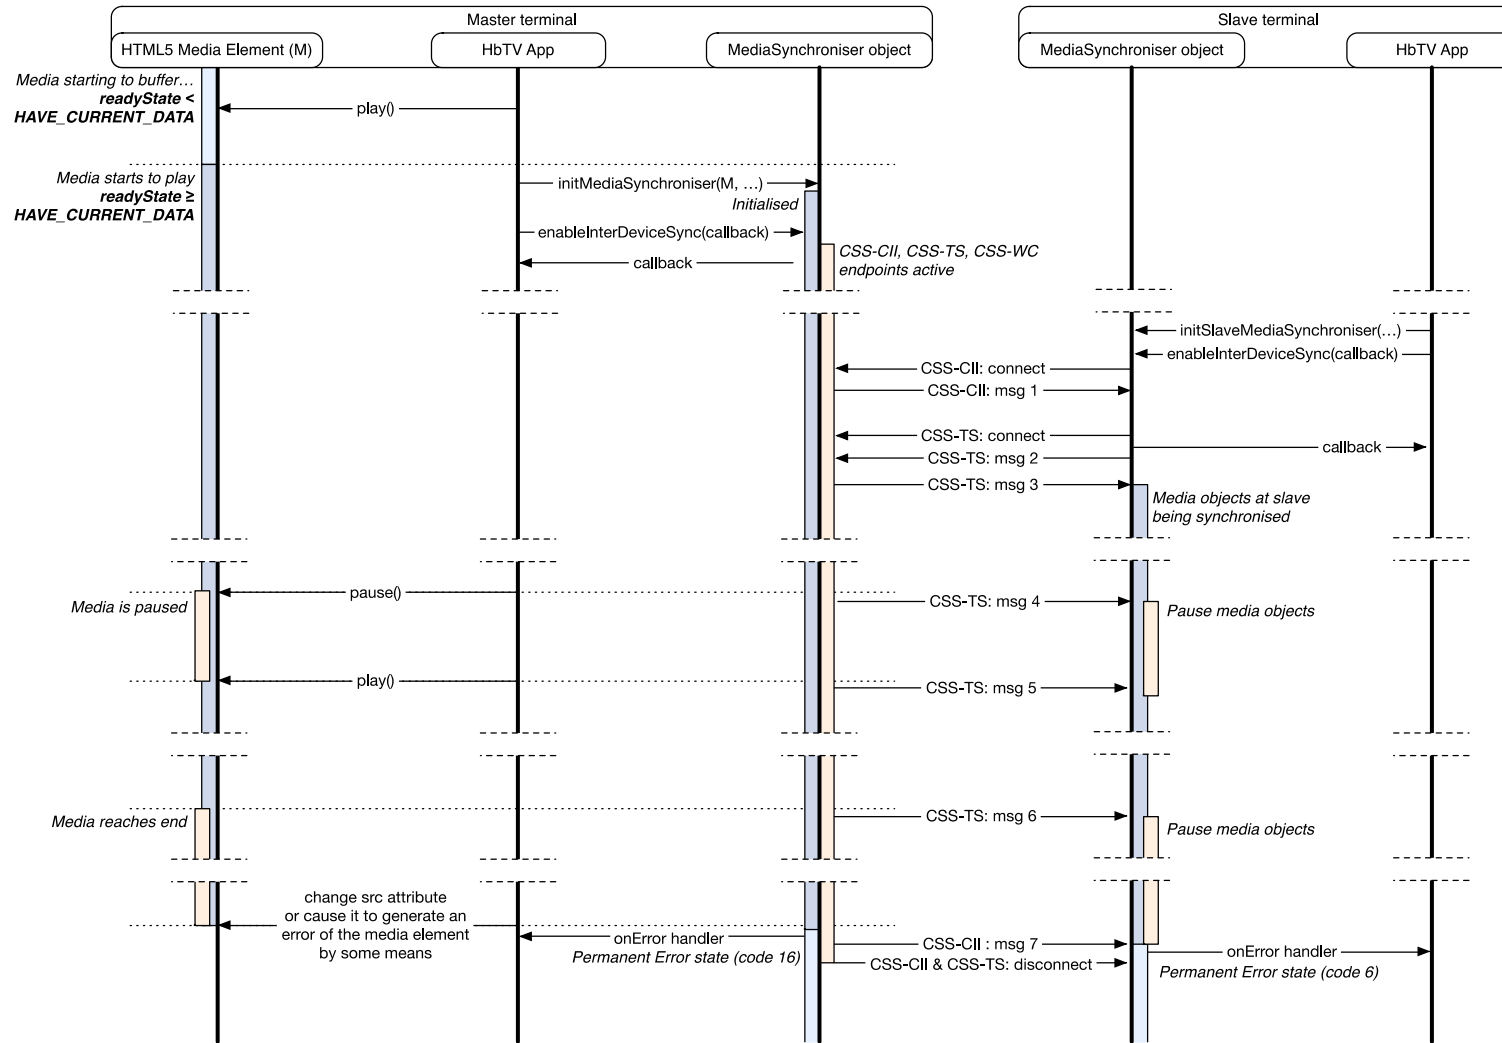 Master terminal
Slave terminal
HTML5 Media Element (M)
HbTV App
MediaSynchroniser object
MediaSynchroniser object
HbTV App
Media starting to buffer…
readyState <
HAVE_CURRENT_DATA
play()
Media starts to play
readyState ≥
HAVE_CURRENT_DATA
initMediaSynchroniser(M, …)
Initialised
enableInterDeviceSync(callback)
callback
CSS-CII, CSS-TS, CSS-WC
endpoints active
initSlaveMediaSynchroniser(…)
enableInterDeviceSync(callback)
CSS-CII: connect
CSS-CII: msg 1
CSS-TS: connect
callback
CSS-TS: msg 2
CSS-TS: msg 3
Media objects at slave
being synchronised
pause()
Media is paused
CSS-TS: msg 4
Pause media objects
play()
CSS-TS: msg 5
Media reaches end
CSS-TS: msg 6
Pause media objects
change src attribute
or cause it to generate an
error of the media element
by some means
onError handler
Permanent Error state (code 16)
CSS-CII : msg 7
CSS-CII & CSS-TS: disconnect
onError handler
Permanent Error state (code 6)